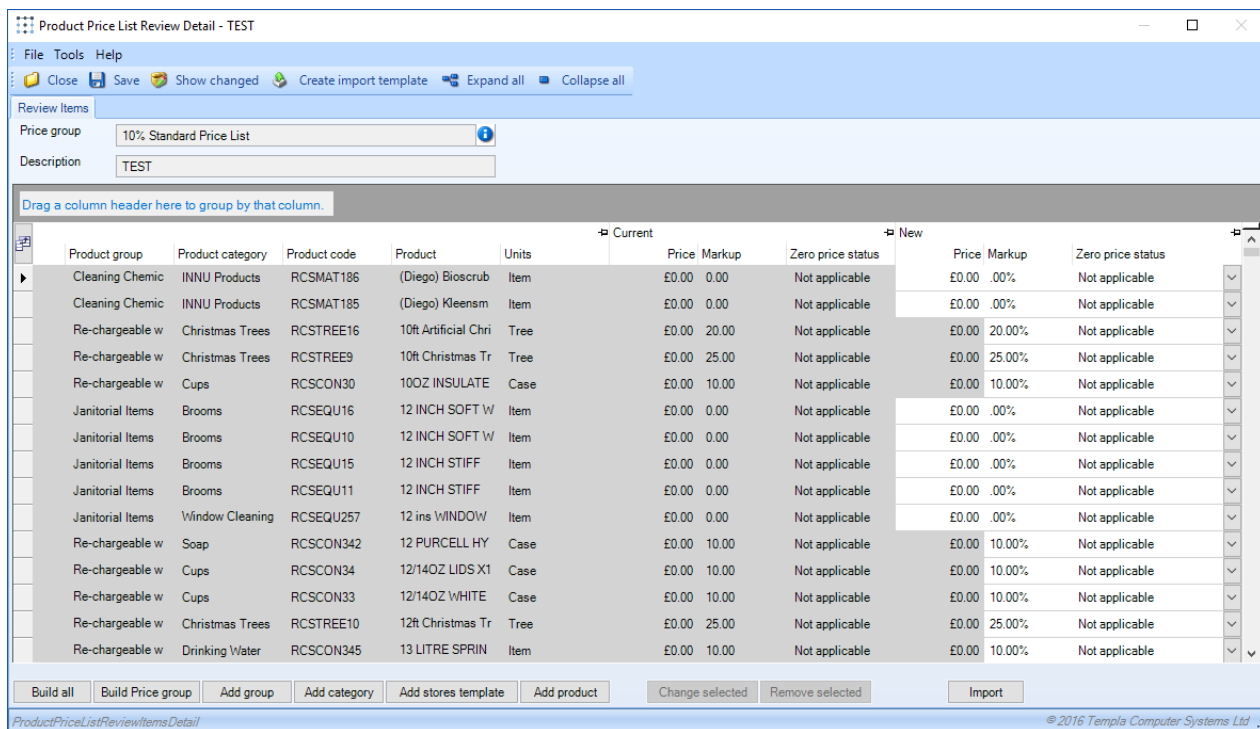 Product Price List Review Detail - TEST
File Tools Help
Close Save Show changed Create import template Expand all Collapse all
Review Items
Price group 10% Standard Price List
Description TEST
Drag a column header here to group by that column.
Current New
Product group Product category Product code Product Units Price Markup Zero price status Price Markup Zero price status
Cleaning Chemic INNU Products RCSMAT186 (Diego) Bioscrub Item £0.00 0.00 Not applicable £0.00 .00% Not applicable
Cleaning Chemic INNU Products RCSMAT185 (Diego) Kleensm Item £0.00 0.00 Not applicable £0.00 .00% Not applicable
Re-chargeable w Christmas Trees RCSTREE16 10ft Artificial Chri Tree £0.00 20.00 Not applicable £0.00 20.00% Not applicable
Re-chargeable w Christmas Trees RCSTREE9 10ft Christmas Tr Tree £0.00 25.00 Not applicable £0.00 25.00% Not applicable
Re-chargeable w Cups RCSCON30 10OZ INSULATE Case £0.00 10.00 Not applicable £0.00 10.00% Not applicable
Janitorial Items Brooms RCSEQU16 12 INCH SOFT W Item £0.00 0.00 Not applicable £0.00 .00% Not applicable
Janitorial Items Brooms RCSEQU10 12 INCH SOFT W Item £0.00 0.00 Not applicable £0.00 .00% Not applicable
Janitorial Items Brooms RCSEQU15 12 INCH STIFF Item £0.00 0.00 Not applicable £0.00 .00% Not applicable
Janitorial Items Brooms RCSEQU11 12 INCH STIFF Item £0.00 0.00 Not applicable £0.00 .00% Not applicable
Janitorial Items Window Cleaning RCSEQU257 12 ins WINDOW Item £0.00 0.00 Not applicable £0.00 .00% Not applicable
Re-chargeable w Soap RCSCON342 12 PURCELL HY Case £0.00 10.00 Not applicable £0.00 10.00% Not applicable
Re-chargeable w Cups RCSCON34 12/14OZ LIDS X1 Case £0.00 10.00 Not applicable £0.00 10.00% Not applicable
Re-chargeable w Cups RCSCON33 12/14OZ WHITE Case £0.00 10.00 Not applicable £0.00 10.00% Not applicable
Re-chargeable w Christmas Trees RCSTREE10 12ft Christmas Tr Tree £0.00 25.00 Not applicable £0.00 25.00% Not applicable
Re-chargeable w Drinking Water RCSCON345 13 LITRE SPRIN Item £0.00 10.00 Not applicable £0.00 10.00% Not applicable
Build all Build Price group Add group Add category Add stores template Add product Change selected Remove selected Import
ProductPriceListReviewItemsDetail © 2016 Templa Computer Systems Ltd